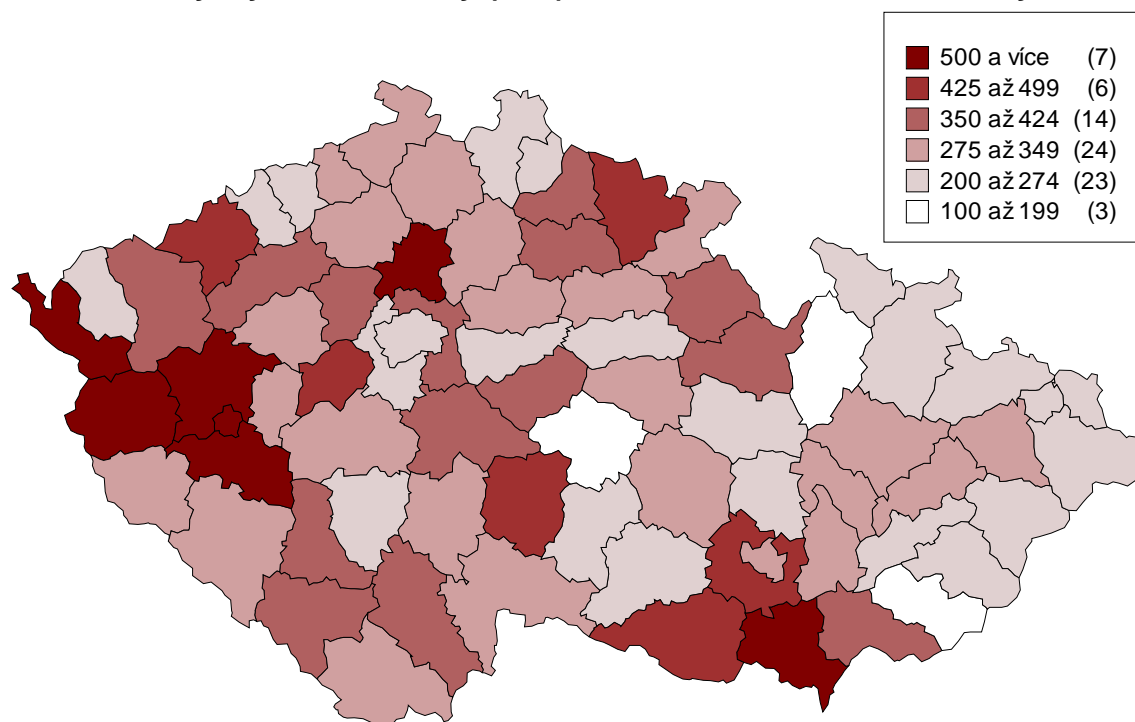 500 a více (7)
425 až 499 (6)
350 až 424 (14)
275 až 349 (24)
200 až 274 (23)
100 až 199 (3)